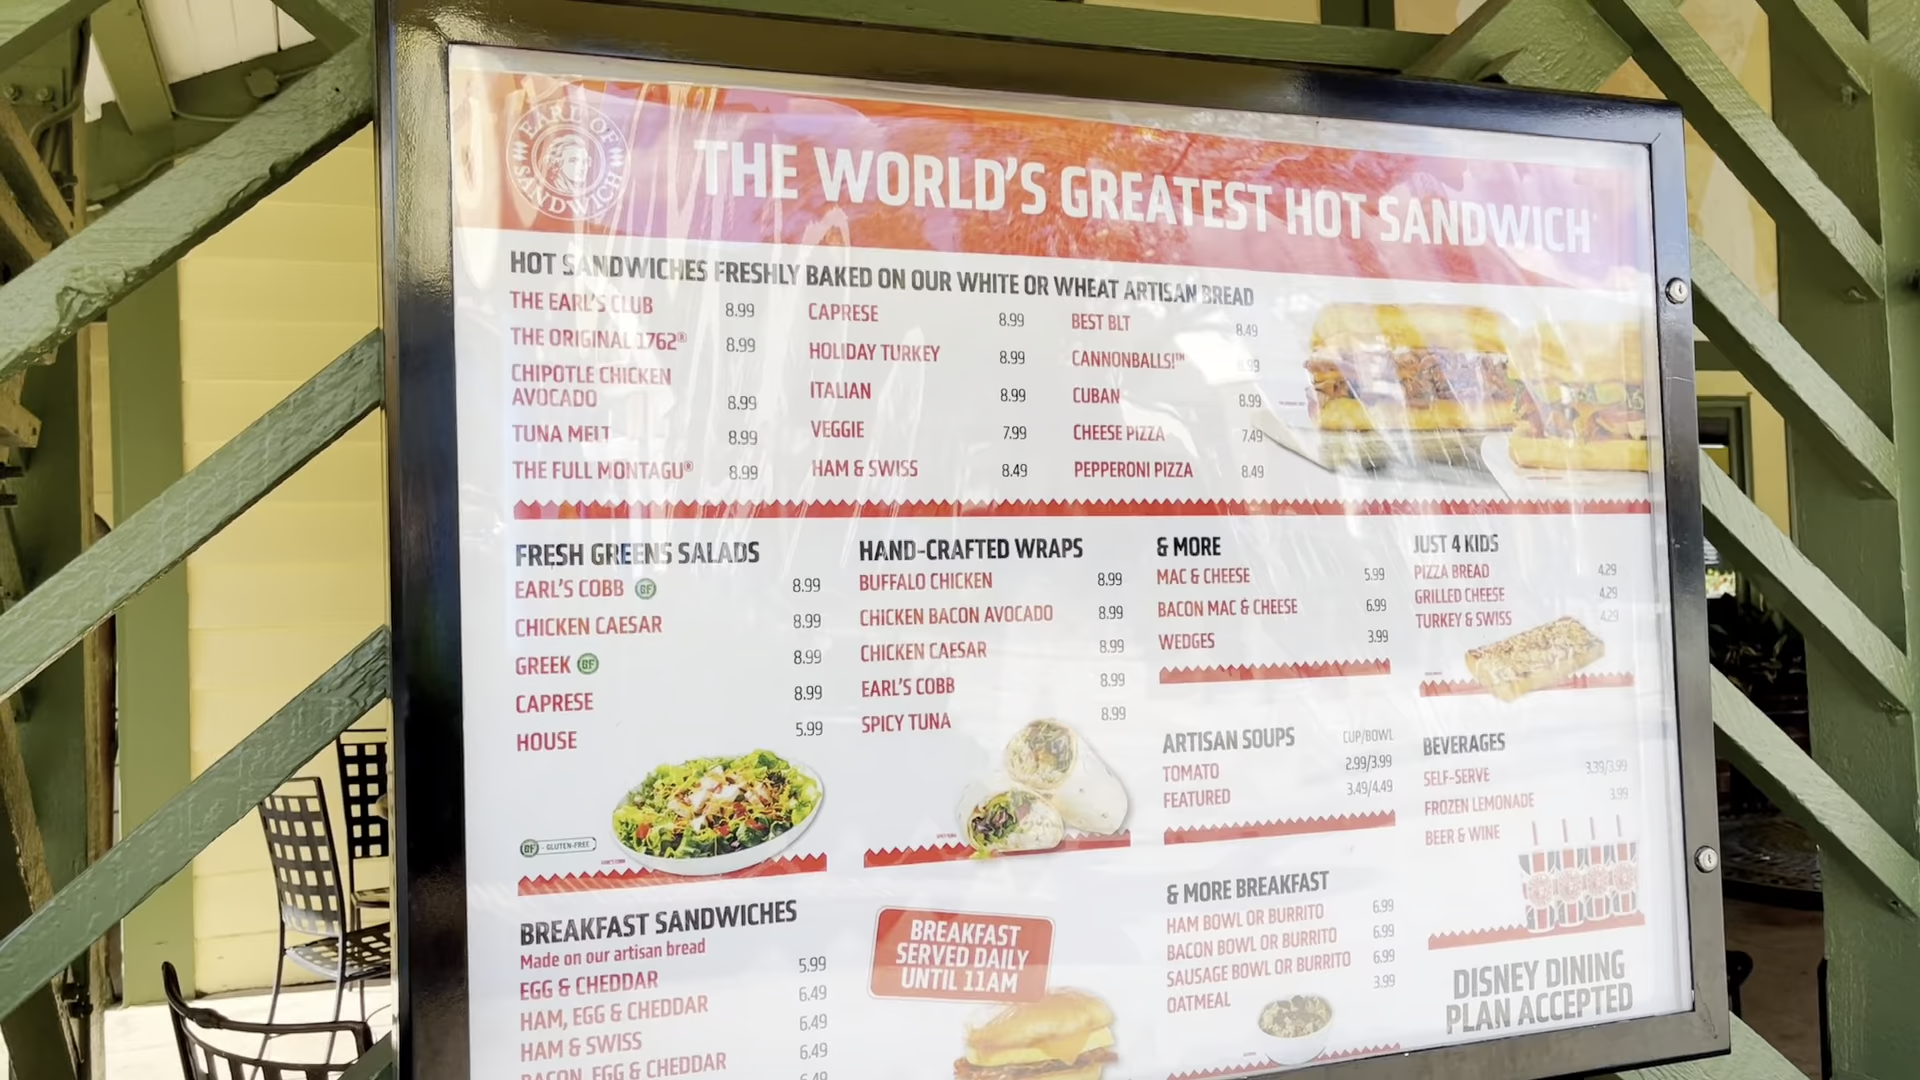 EARL OF SANDWICH
THE WORLD'S GREATEST HOT SANDWICH
HOT SANDWICHES FRESHLY BAKED ON OUR WHITE OR WHEAT ARTISAN BREAD
THE EARL'S CLUB 8.99
THE ORIGINAL 1762® 8.99
CHIPOTLE CHICKEN
AVOCADO 8.99
TUNA MELT 8.99
THE FULL MONTAGU® 8.99
CAPRESE 8.99
HOLIDAY TURKEY 8.99
ITALIAN 8.99
VEGGIE 7.99
HAM & SWISS 8.49
BEST BLT 8.49
CANNONBALLS!™ 8.99
CUBAN 8.99
CHEESE PIZZA 7.49
PEPPERONI PIZZA 8.49
FRESH GREENS SALADS
EARL'S COBB GF 8.99
CHICKEN CAESAR 8.99
GREEK GF 8.99
CAPRESE 8.99
HOUSE 5.99
GF - GLUTEN-FREE
HAND-CRAFTED WRAPS
BUFFALO CHICKEN 8.99
CHICKEN BACON AVOCADO 8.99
CHICKEN CAESAR 8.99
EARL'S COBB 8.99
SPICY TUNA 8.99
& MORE
MAC & CHEESE 5.99
BACON MAC & CHEESE 6.99
WEDGES 3.99
JUST 4 KIDS
PIZZA BREAD 4.29
GRILLED CHEESE 4.29
TURKEY & SWISS 4.29
ARTISAN SOUPS CUP/BOWL
TOMATO 2.99/3.99
FEATURED 3.49/4.49
BEVERAGES
SELF-SERVE 3.39/3.99
FROZEN LEMONADE 3.99
BEER & WINE
BREAKFAST SANDWICHES
Made on our artisan bread
EGG & CHEDDAR 5.99
HAM, EGG & CHEDDAR 6.49
HAM & SWISS 6.49
BACON, EGG & CHEDDAR 6.49
6.49
BREAKFAST
SERVED DAILY
UNTIL 11AM
& MORE BREAKFAST
HAM BOWL OR BURRITO 6.99
BACON BOWL OR BURRITO 6.99
SAUSAGE BOWL OR BURRITO 6.99
OATMEAL 3.99
DISNEY DINING
PLAN ACCEPTED